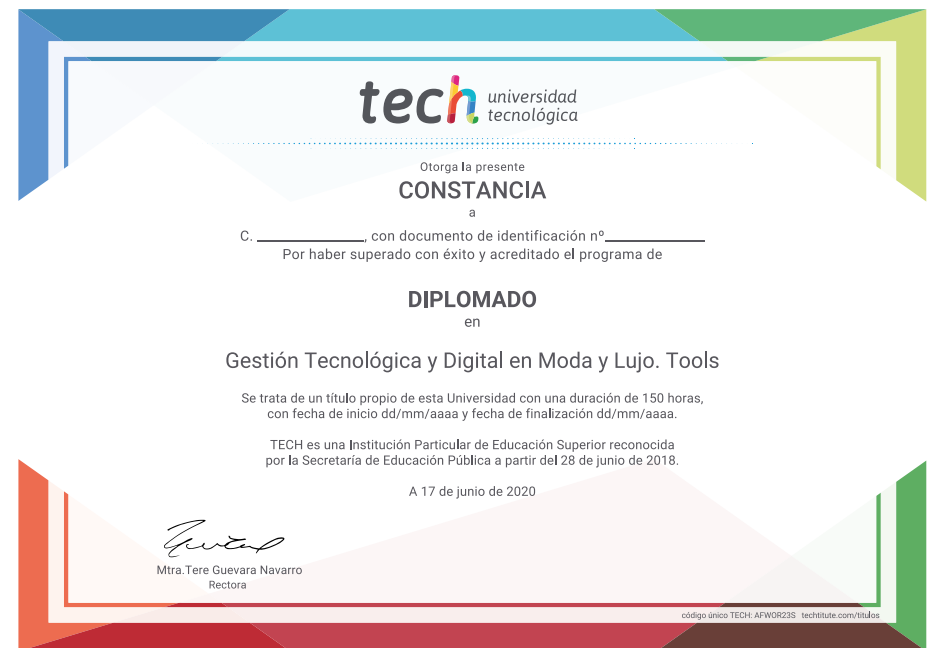 tech universidad
tecnológica
Otorga la presente
CONSTANCIA
a
C. ____________, con documento de identificación nº___________
Por haber superado con éxito y acreditado el programa de
DIPLOMADO
en
Gestión Tecnológica y Digital en Moda y Lujo. Tools
Se trata de un título propio de esta Universidad con una duración de 150 horas,
con fecha de inicio dd/mm/aaaa y fecha de finalización dd/mm/aaaa.
TECH es una Institución Particular de Educación Superior reconocida
por la Secretaría de Educación Pública a partir del 28 de junio de 2018.
A 17 de junio de 2020
Mtra.Tere Guevara Navarro
Rectora
código único TECH: AFWOR23S techtitute.com/títulos